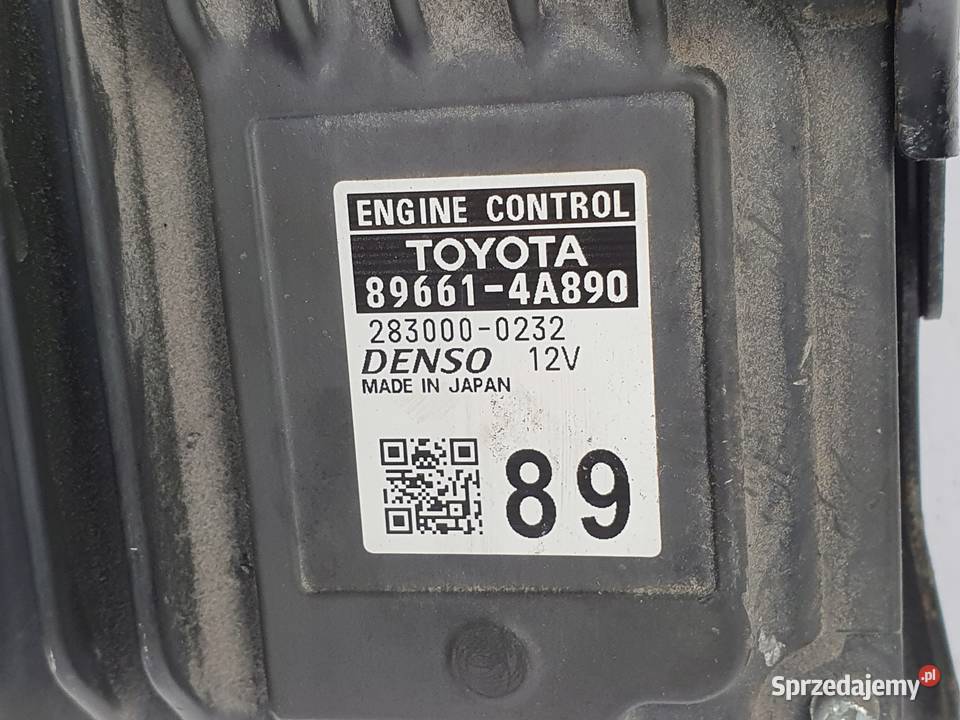 ENGINE CONTROL
TOYOTA
89661-4A890
283000-0232
DENSO 12V
MADE IN JAPAN
89
Sprzedajemy.pl